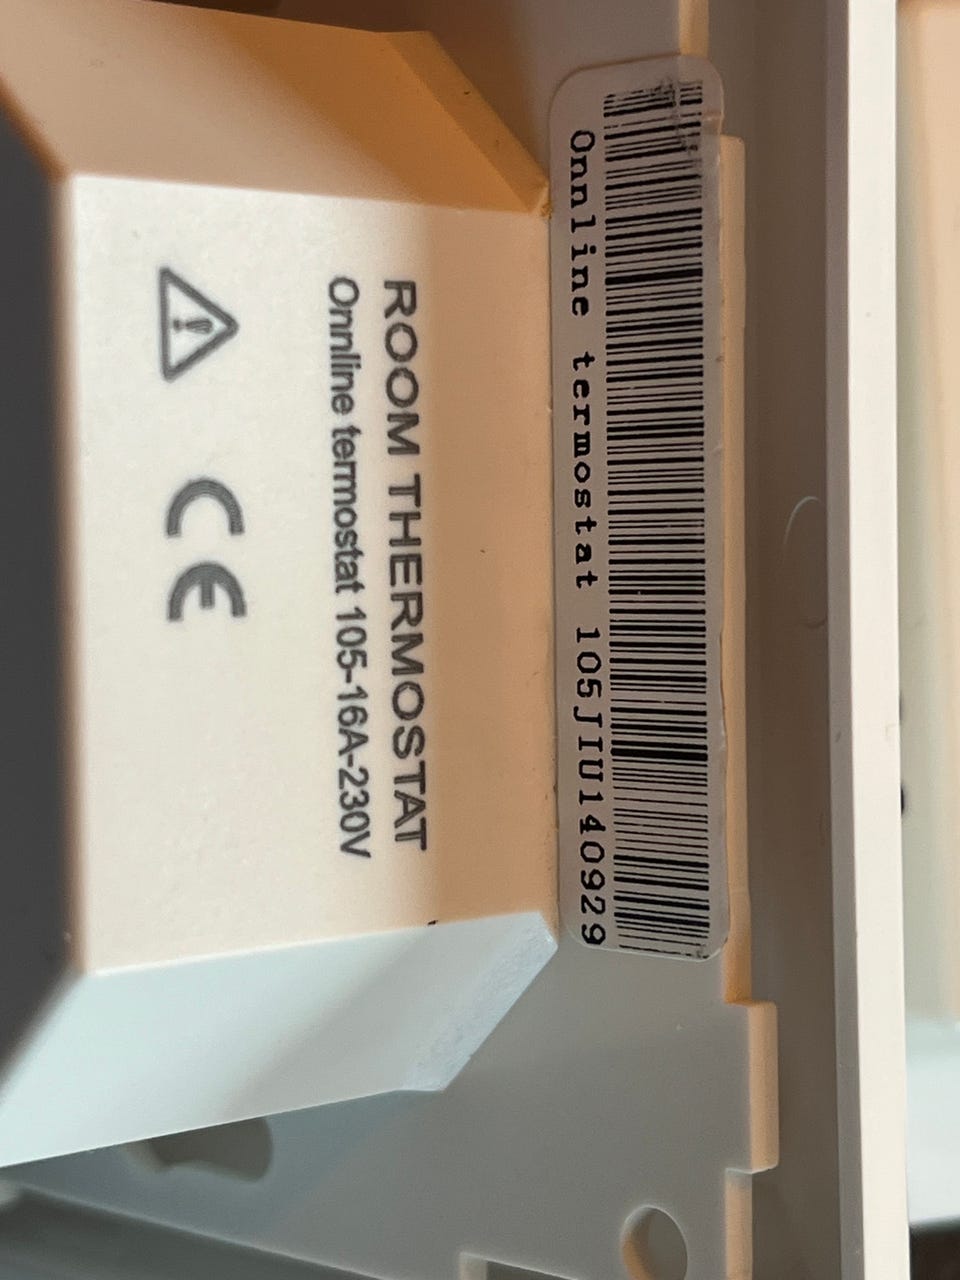 Onnline termostat 105JIU140929
ROOM THERMOSTAT
Onnline termostat 105-16A-230V
CE